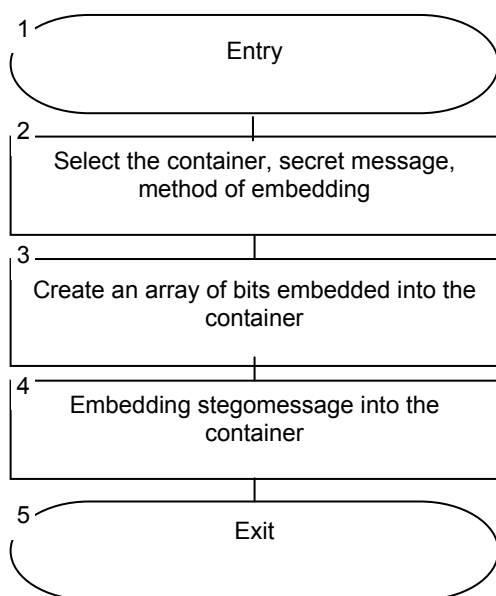 1
Entry
2
Select the container, secret message,
method of embedding
3
Create an array of bits embedded into the
container
4
Embedding stegomessage into the
container
5
Exit